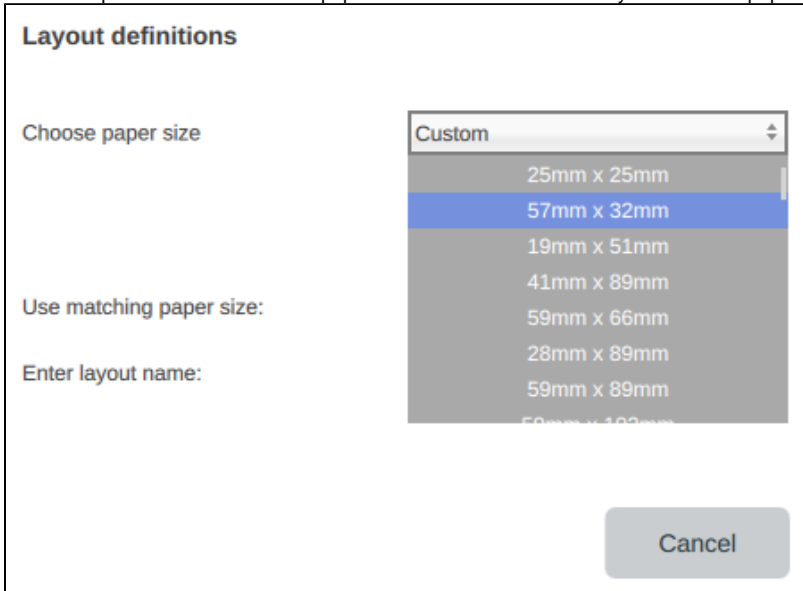 Layout definitions
Choose paper size
Custom
25mm x 25mm
57mm x 32mm
19mm x 51mm
41mm x 89mm
Use matching paper size:
59mm x 66mm
28mm x 89mm
Enter layout name:
59mm x 89mm
Cancel